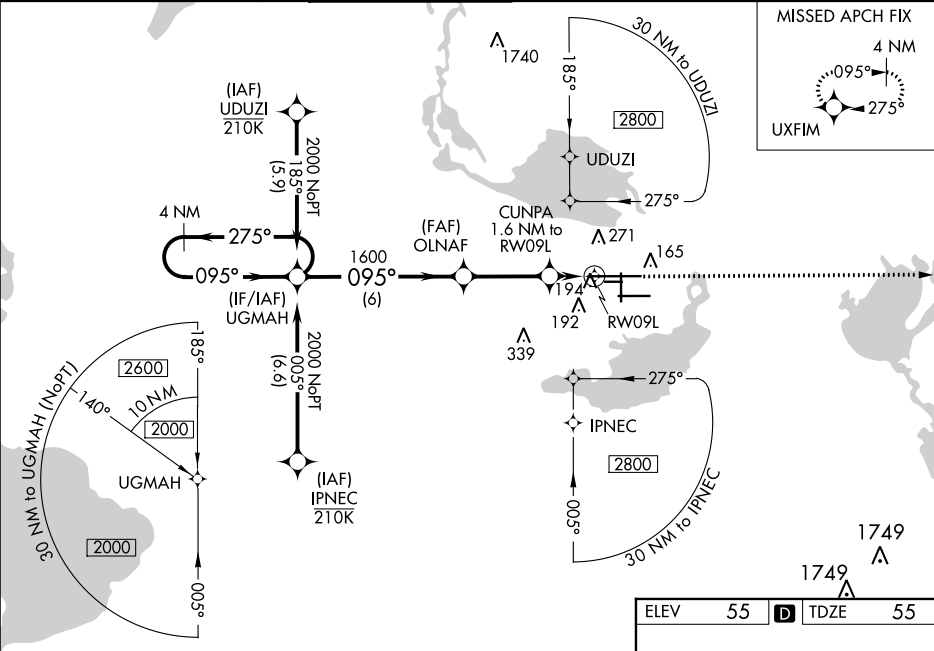 MISSED APCH FIX
4 NM
095°
275°
UXFIM
1740
30 NM to UDUZI
185°
2800
UDUZI
275°
(IAF)
UDUZI
210K
2000 NoPT
185°
(5.9)
4 NM
275°
095°
(IF/IAF)
UGMAH
1600
095°
(6)
(FAF)
OLNAF
CUNPA
1.6 NM to
RW09L
271
165
194
192
RW09L
339
2000 NoPT
005°
(6.6)
(IAF)
IPNEC
210K
30 NM to UGMAH (NoPT)
185°
2600
140°
10 NM
2000
UGMAH
2000
005°
275°
IPNEC
2800
005°
30 NM to IPNEC
1749
1749
ELEV 55 D TDZE 55